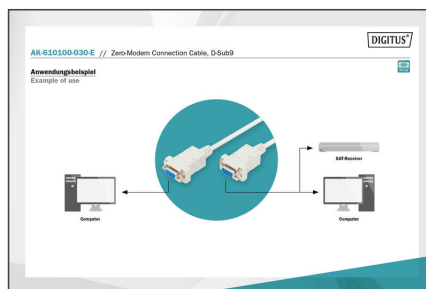 DIGITUS®
AK-610100-030-E // Zero-Modem Connection Cable, D-Sub9
Anwendungsbeispiel
Example of use
SAT-Receiver
Computer
Computer